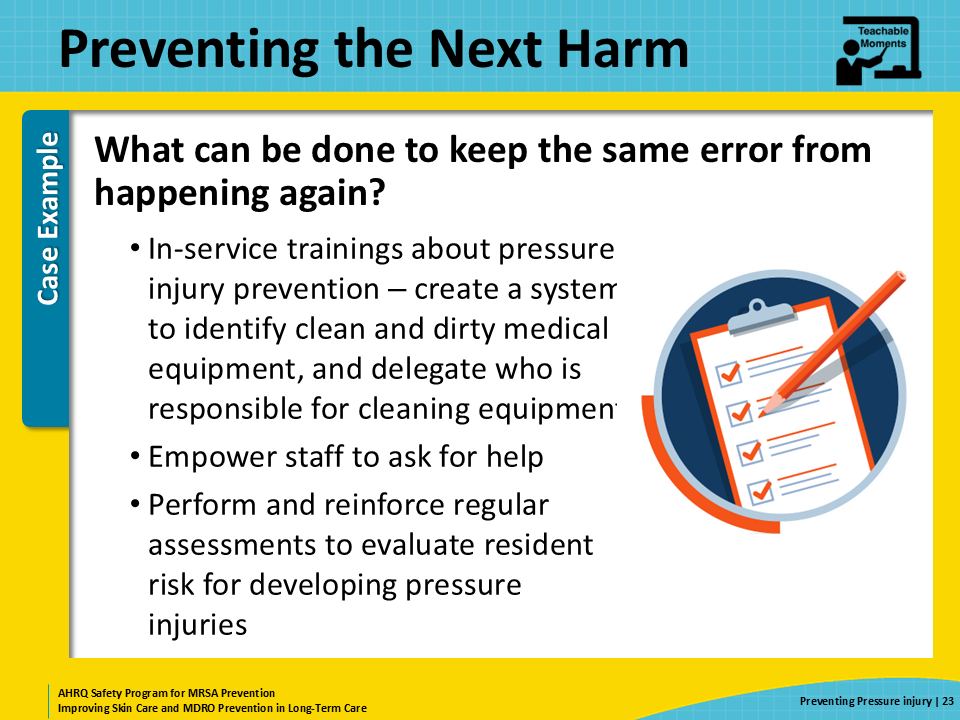 Preventing the Next Harm
Teachable
Moments
Case Example
What can be done to keep the same error from
happening again?
• In-service trainings about pressure
injury prevention – create a system
to identify clean and dirty medical
equipment, and delegate who is
responsible for cleaning equipment
• Empower staff to ask for help
• Perform and reinforce regular
assessments to evaluate resident
risk for developing pressure
injuries
AHRQ Safety Program for MRSA Prevention
Improving Skin Care and MDRO Prevention in Long-Term Care
Preventing Pressure injury | 23